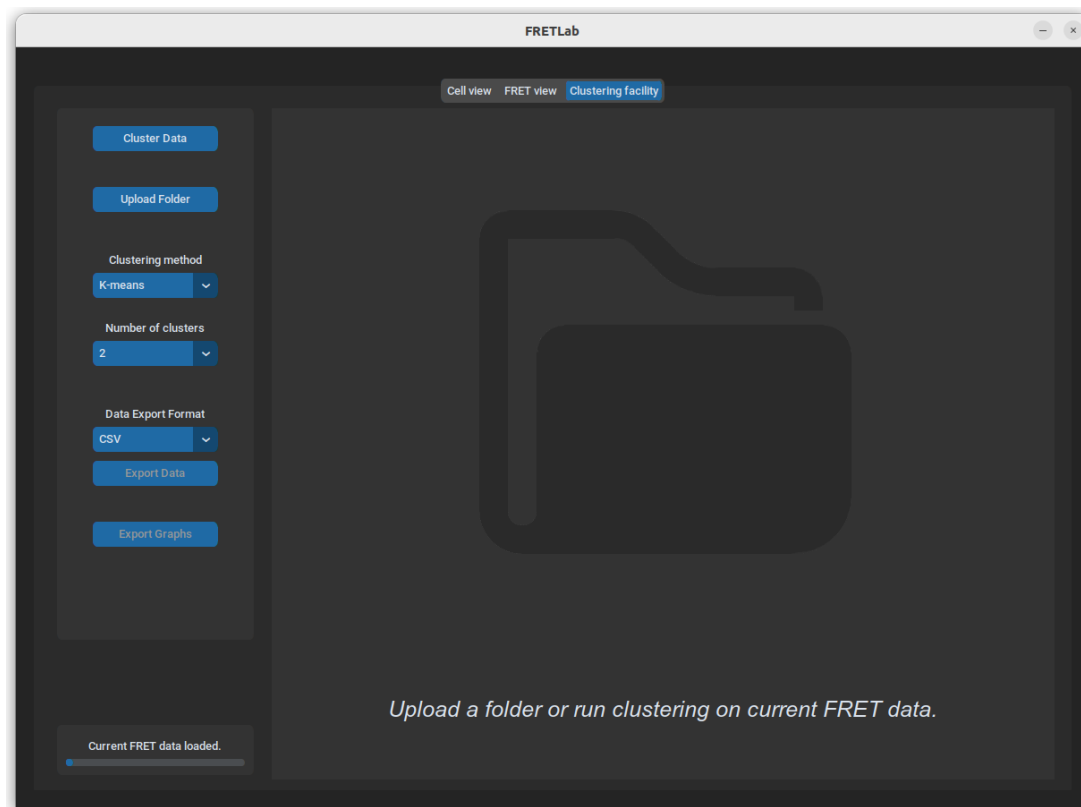 FRETLab
Cell view FRET view Clustering facility
Cluster Data
Upload Folder
Clustering method
K-means
Number of clusters
2
Data Export Format
CSV
Export Data
Export Graphs
Upload a folder or run clustering on current FRET data.
Current FRET data loaded.